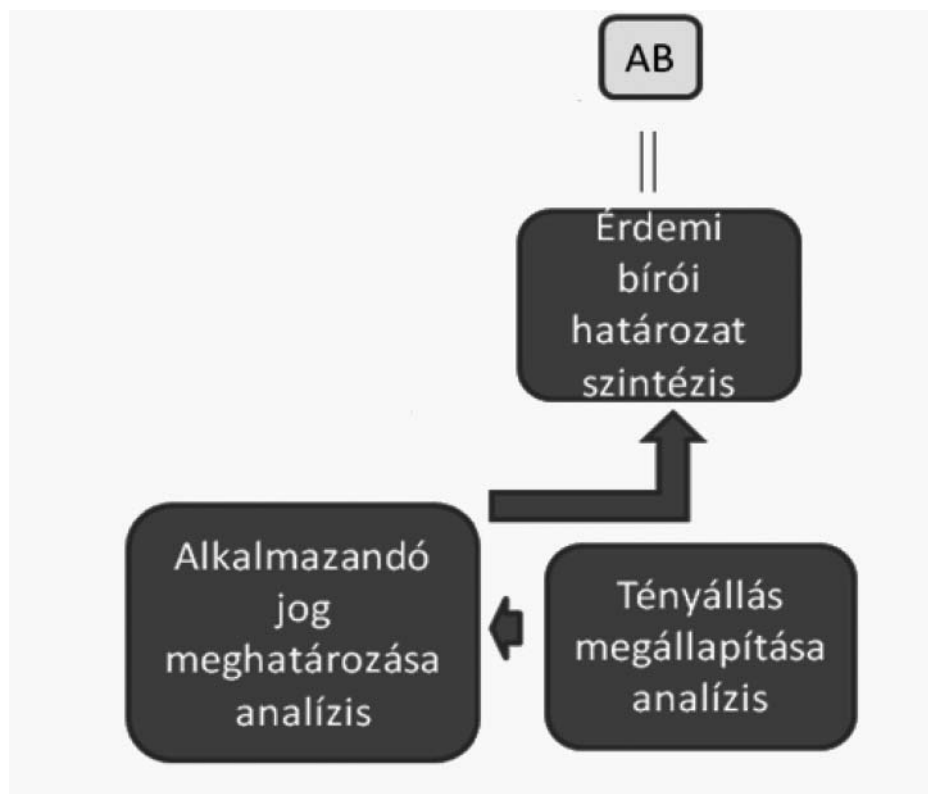 AB
Érdemi
bírói
határozat
szintézis
Alkalmazandó
jog
meghatározása
analízis
Tényállás
megállapítása
analízis